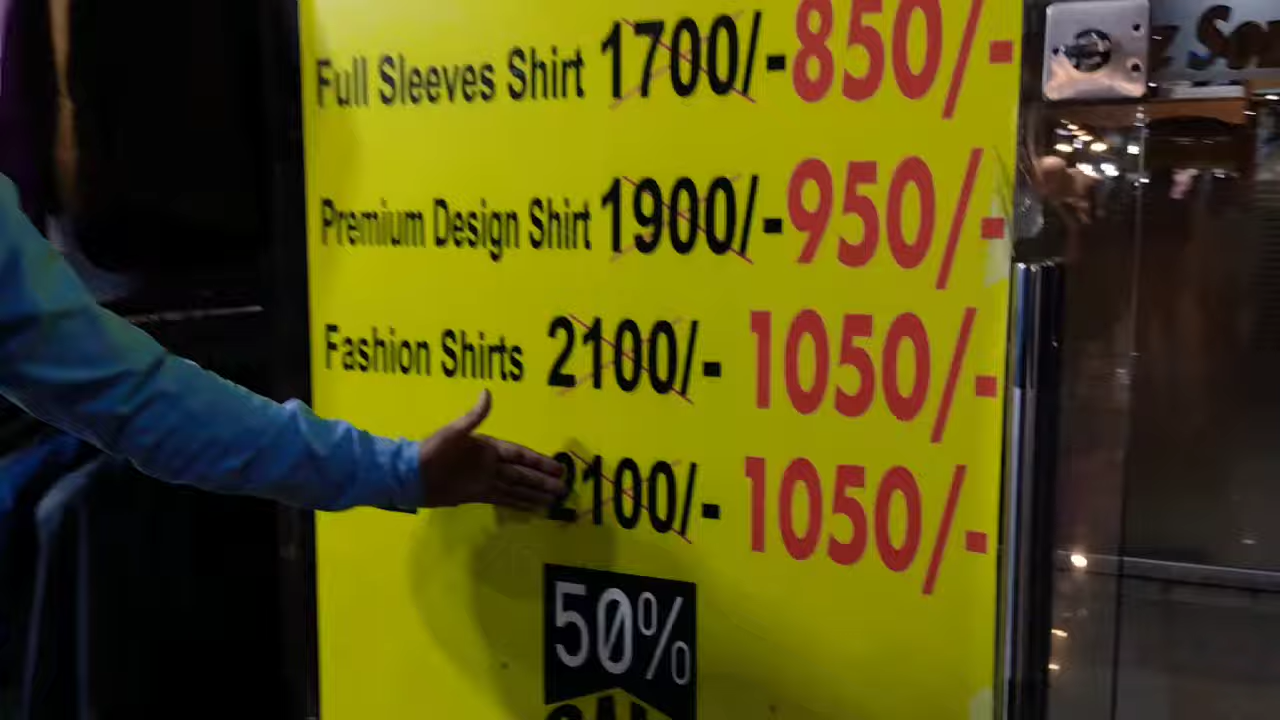 Full Sleeves Shirt 1700/- 850/-
Premium Design Shirt 1900/- 950/-
Fashion Shirts 2100/- 1050/-
2100/- 1050/-
50%